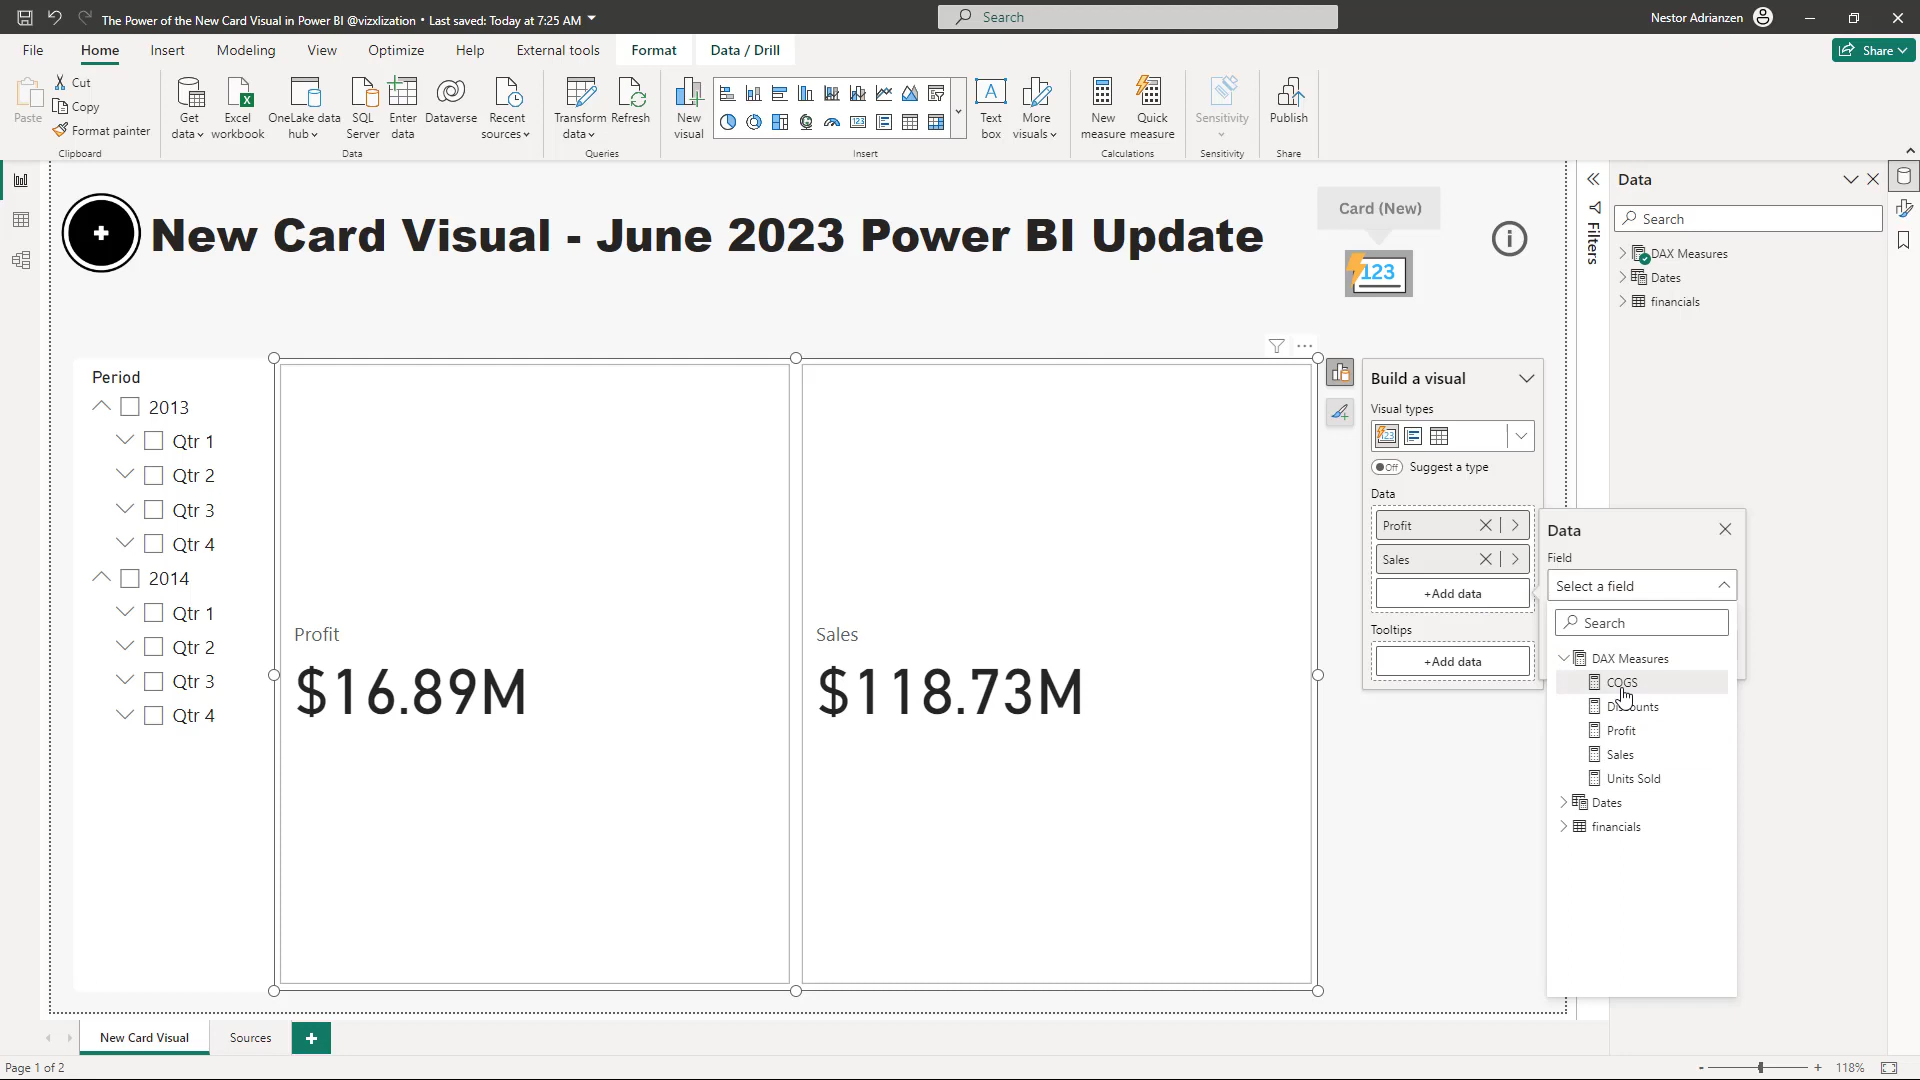 The Power of the New Card Visual in Power BI @vizxlization • Last saved: Today at 7:25 AM
Search
Nestor Adrianzen
File
Home
Insert
Modeling
View
Optimize
Help
External tools
Format
Data / Drill
Share
Paste
Cut
Copy
Format painter
Clipboard
Get data
Excel workbook
OneLake data hub
SQL Server
Enter data
Dataverse
Recent sources
Data
Transform data
Refresh
Queries
New visual
Text box
More visuals
Insert
New measure
Quick measure
Calculations
Sensitivity
Sensitivity
Publish
Share
New Card Visual - June 2023 Power BI Update
Card (New)
123
Period
2013
Qtr 1
Qtr 2
Qtr 3
Qtr 4
2014
Qtr 1
Qtr 2
Qtr 3
Qtr 4
Profit
$16.89M
Sales
$118.73M
Build a visual
Visual types
Off
Suggest a type
Data
Profit
Sales
+Add data
Tooltips
+Add data
Filters
Data
Search
DAX Measures
Dates
financials
Data
Field
Select a field
Search
DAX Measures
COGS
Discounts
Profit
Sales
Units Sold
Dates
financials
New Card Visual
Sources
Page 1 of 2
118%